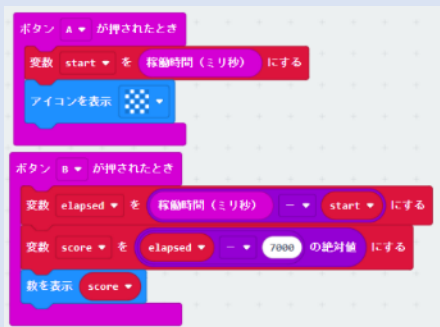 ボタン A が押されたとき
変数 start を 稼働時間（ミリ秒） にする
アイコンを表示
ボタン B が押されたとき
変数 elapsed を 稼働時間（ミリ秒） - start にする
変数 score を elapsed - 7000 の絶対値 にする
数を表示 score